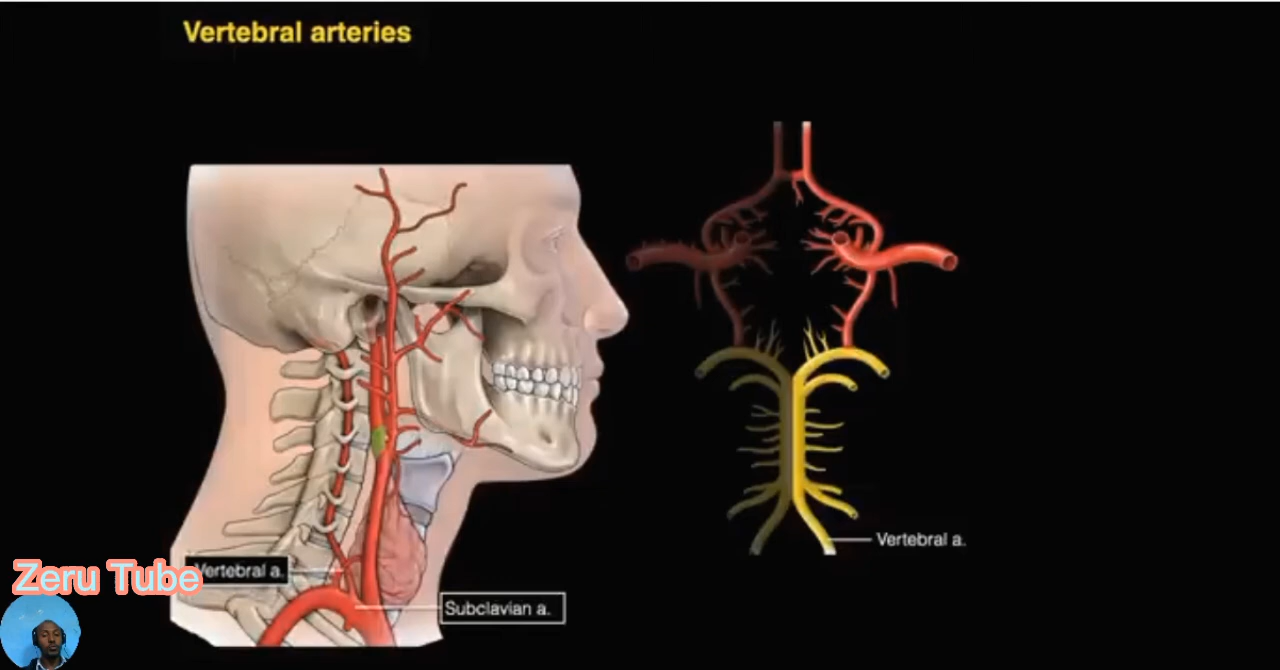 Vertebral arteries
Vertebral a.
Zeru Tube
Vertebral a.
Subclavian a.